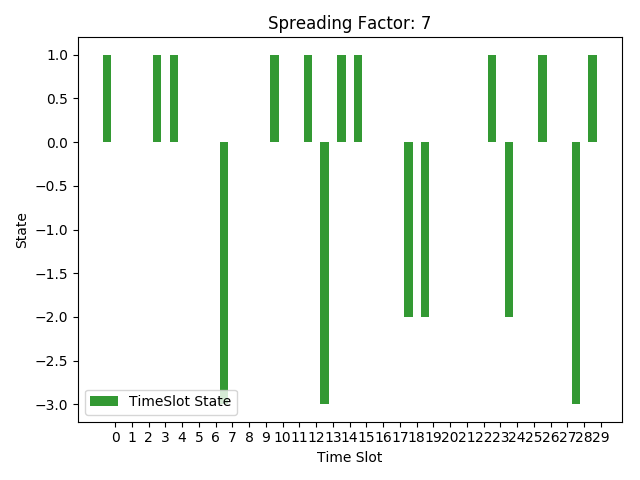 Spreading Factor: 7
1.0
0.5
0.0
−0.5
−1.0
−1.5
−2.0
−2.5
−3.0
State
TimeSlot State
0 1 2 3 4 5 6 7 8 9 10 11 12 13 14 15 16 17 18 19 20 21 22 23 24 25 26 27 28 29
Time Slot